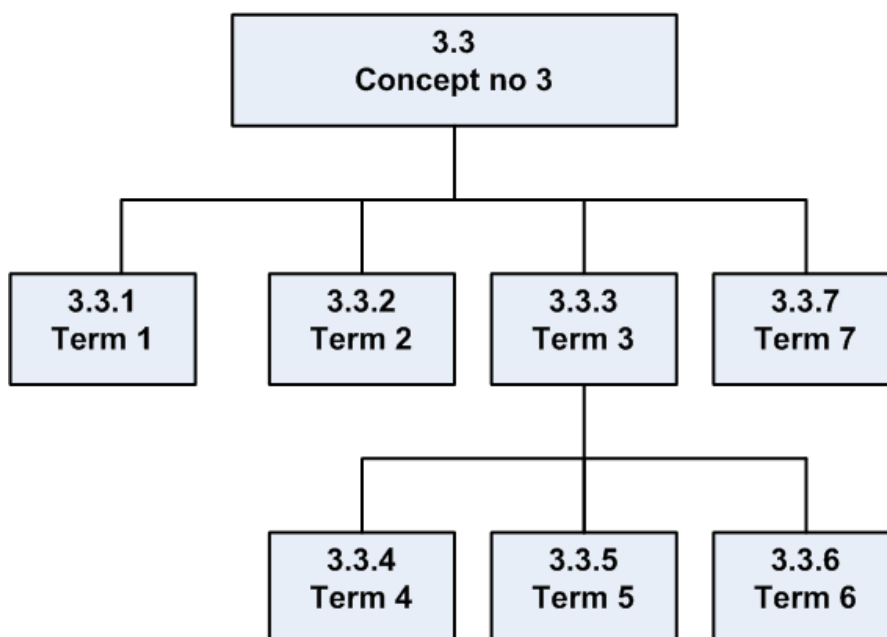 3.3
Concept no 3
3.3.1
Term 1
3.3.2
Term 2
3.3.3
Term 3
3.3.7
Term 7
3.3.4
Term 4
3.3.5
Term 5
3.3.6
Term 6